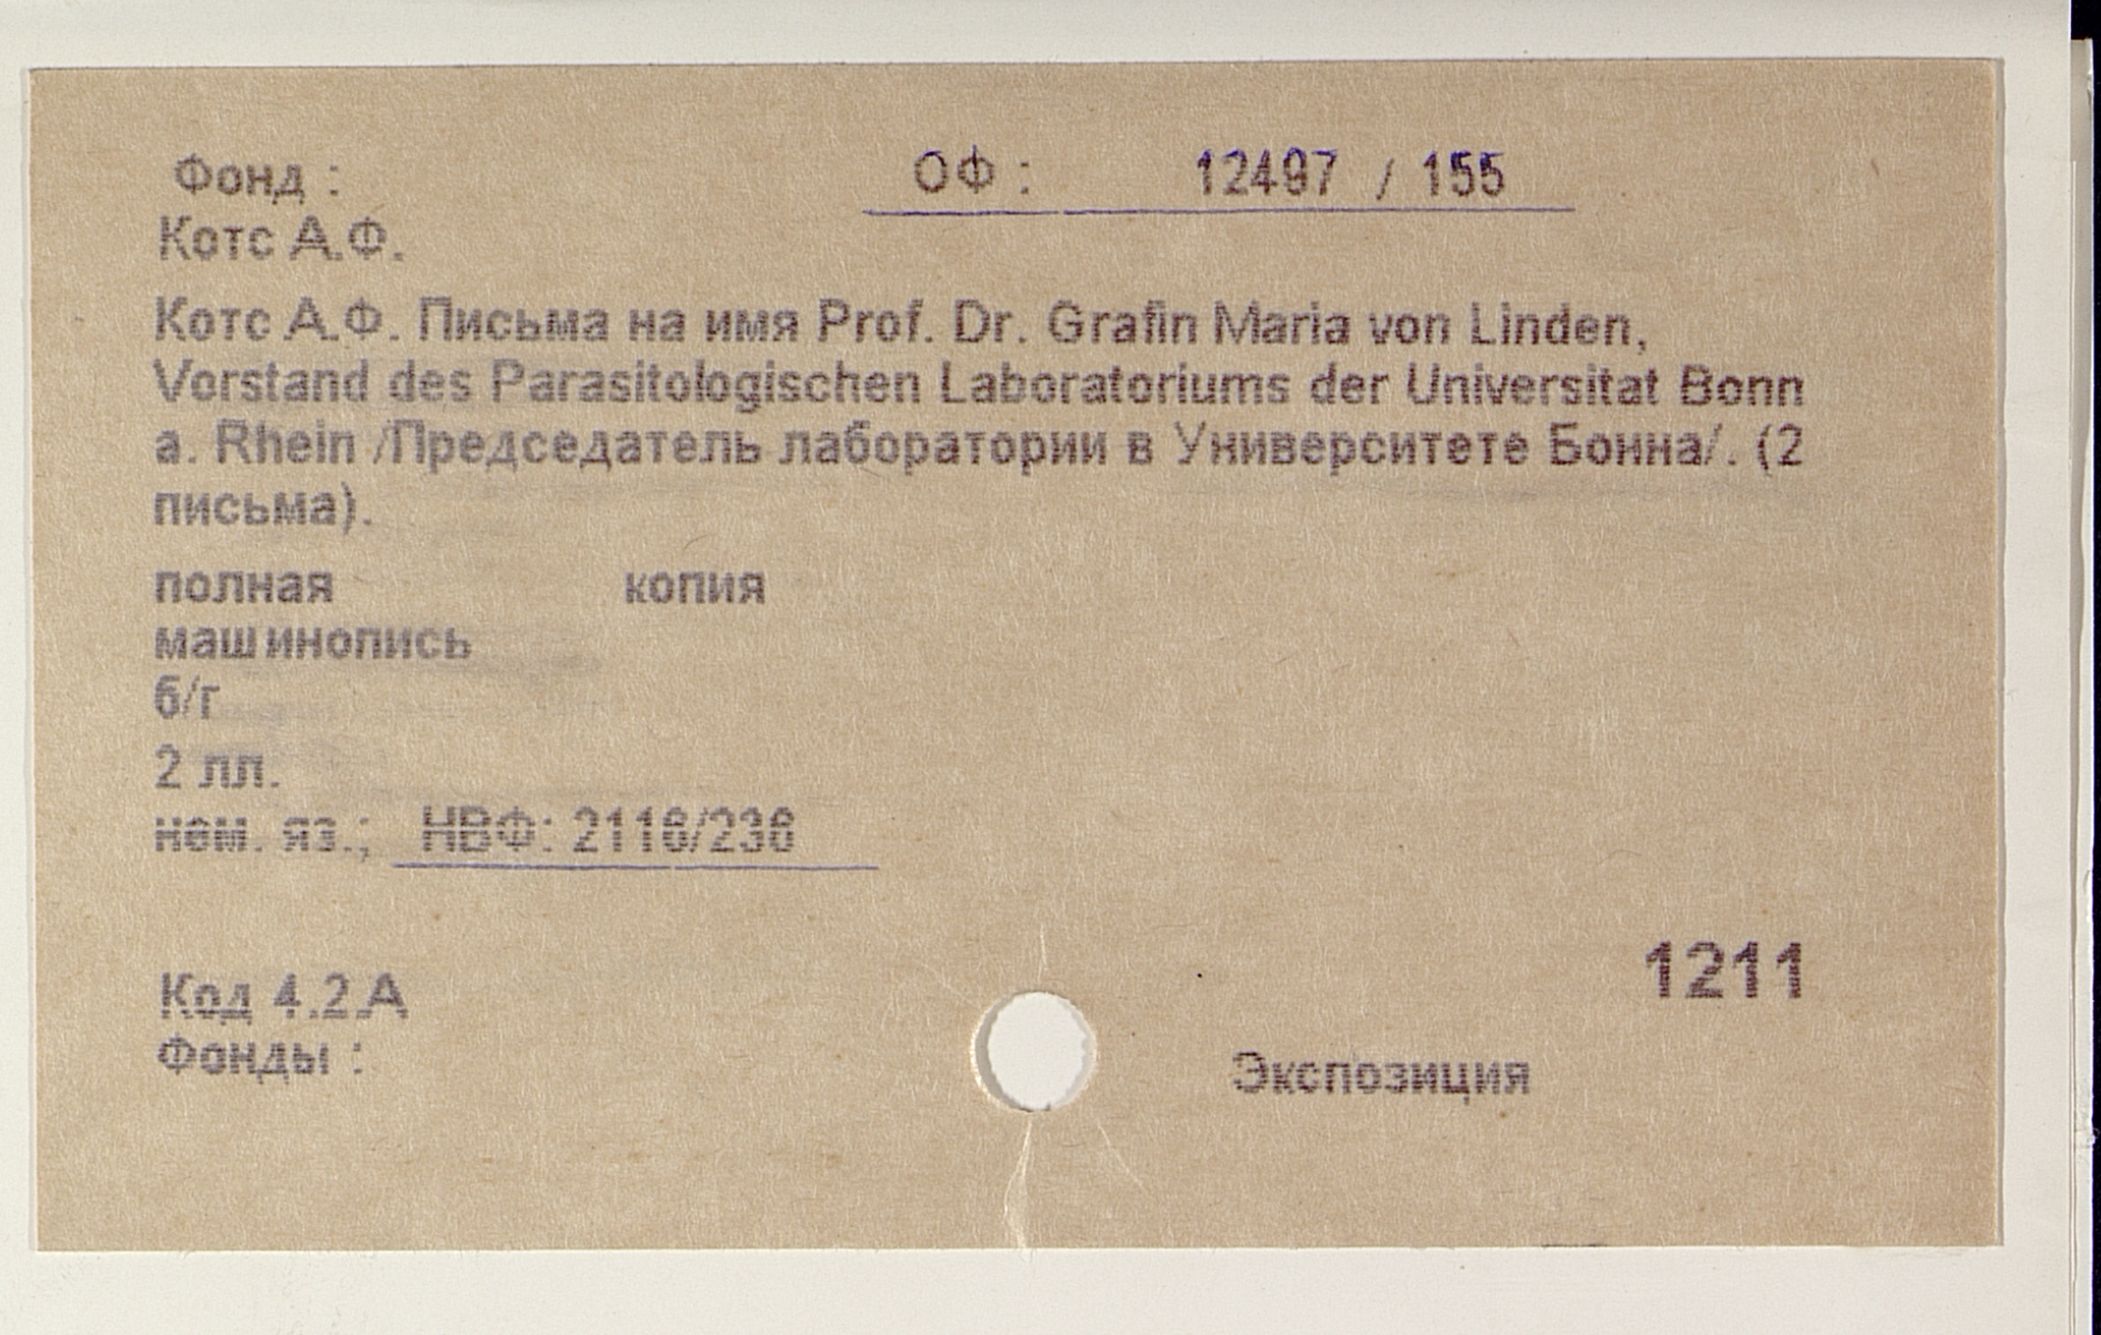 Фонд : ОФ : 12497 / 155
Котс А.Ф.
Котс А.Ф. Письма на имя Prof. Dr. Grafin Maria von Linden,
Vorstand des Parasitologischen Laboratoriums der Universitat Bonn
a. Rhein /Председатель лаборатории в Университете Бонна/. (2
письма).
полная копия
машинопись
б/г
2 лл.
нем. яз.; НВФ: 2116/236
1211
Код 4.2.А
Фонды :
Экспозиция